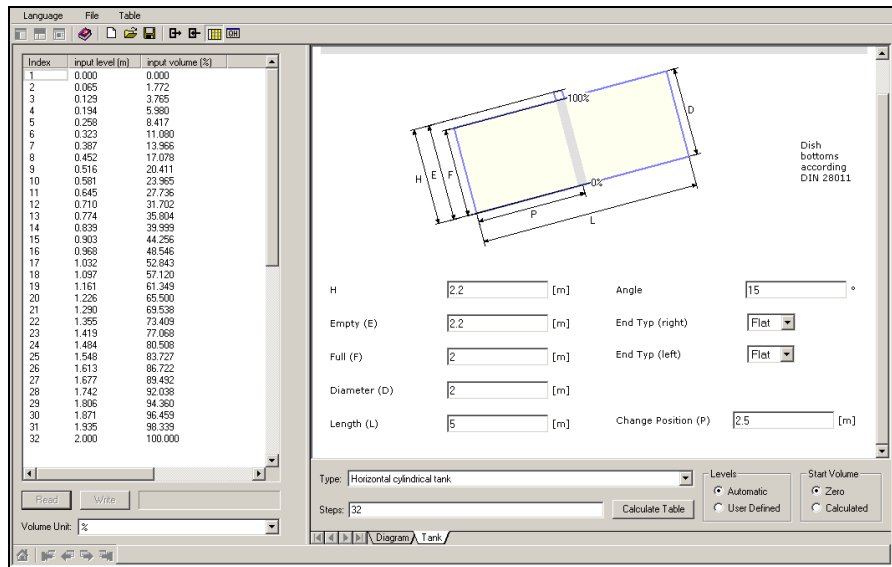 Language File Table
Index input level (m) input volume (%)
1 0.000 0.000
2 0.065 1.772
3 0.129 3.765
4 0.194 5.980
5 0.258 8.417
6 0.323 11.080
7 0.387 13.966
8 0.452 17.078
9 0.516 20.411
10 0.581 23.965
11 0.645 27.736
12 0.710 31.702
13 0.774 35.804
14 0.839 39.999
15 0.903 44.256
16 0.968 48.546
17 1.032 52.843
18 1.097 57.120
19 1.161 61.349
20 1.226 65.500
21 1.290 69.538
22 1.355 73.409
23 1.419 77.068
24 1.484 80.508
25 1.548 83.727
26 1.613 86.722
27 1.677 89.492
28 1.742 92.038
29 1.806 94.360
30 1.871 96.459
31 1.935 98.339
32 2.000 100.000
Read Write
Volume Unit: %
100%
D
H E F
0%
P
L
Dish
bottoms
according
DIN 28011
H 2.2 [m] Angle 15 °
Empty (E) 2.2 [m] End Typ (right) Flat
Full (F) 2 [m] End Typ (left) Flat
Diameter (D) 2 [m]
Length (L) 5 [m] Change Position (P) 2.5 [m]
Type: Horizontal cylindrical tank
Steps: 32 Calculate Table
Levels
Automatic
User Defined
Start Volume
Zero
Calculated
Diagram Tank